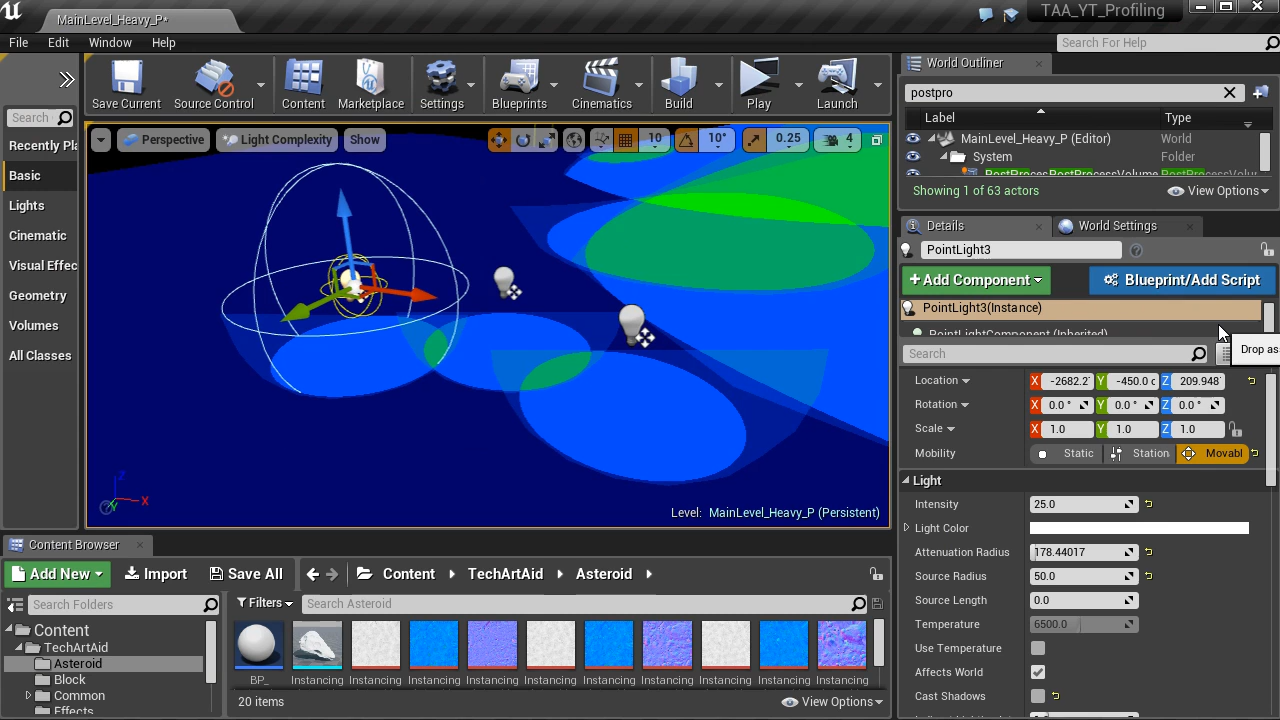 MainLevel_Heavy_P*
TAA_YT_Profiling
File Edit Window Help
Search For Help
Save Current
Source Control
Content
Marketplace
Settings
Blueprints
Cinematics
Build
Play
Launch
World Outliner
postpro
Label
Type
MainLevel_Heavy_P (Editor)
World
System
Folder
Showing 1 of 63 actors
View Options
Search
Recently Pla
Basic
Lights
Cinematic
Visual Effec
Geometry
Volumes
All Classes
Perspective
Light Complexity
Show
10
10°
0.25
4
Z
X
Y
Level: MainLevel_Heavy_P (Persistent)
Details
World Settings
PointLight3
+Add Component
Blueprint/Add Script
PointLight3(Instance)
PointLightComponent (Inherited)
Drop as
Search
Location X -2682.2 Y -450.0 c Z 209.948
Rotation X 0.0 ° Y 0.0 ° Z 0.0 °
Scale X 1.0 Y 1.0 Z 1.0
Mobility Static Station Movabl
Light
Intensity 25.0
Light Color
Attenuation Radius 178.44017
Source Radius 50.0
Source Length 0.0
Temperature 6500.0
Use Temperature
Affects World
Cast Shadows
Content Browser
Add New
Import
Save All
Content
TechArtAid
Asteroid
Search Folders
Filters
Search Asteroid
Content
TechArtAid
Asteroid
Block
Common
Effects
BP_
Instancing
Instancing
Instancing
Instancing
Instancing
Instancing
Instancing
Instancing
Instancing
Instancing
20 items
View Options